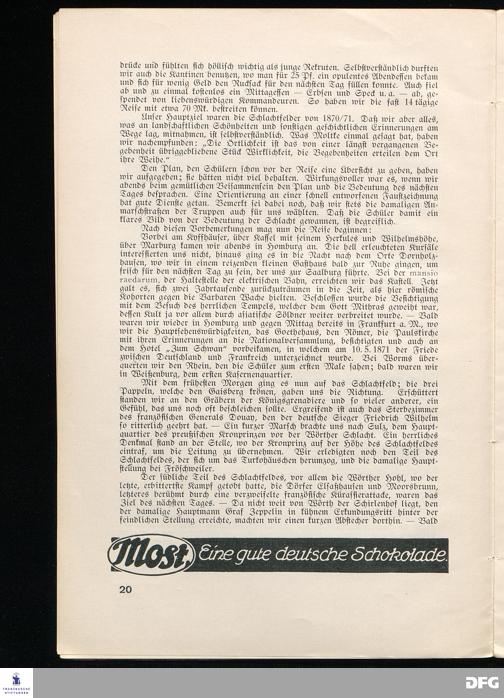 drücke und fühlten sich höllisch wichtig als junge Rekruten. Selbstverständlich durften
wir auch die Kantinen benutzen, wo man für 25 Pf. ein opulentes Abendessen bekam
und sich für wenig Geld den Rucksack für den nächsten Tag füllen konnte. Auch fiel
ab und zu einmal kostenlos ein Mittagessen — Erbsen und Speck u. a. — ab, ge-
spendet von liebenswürdigen Kommandeuren. So haben wir die fast 14 tägige
Reise mit etwa 70 Mk. bestreiten können.
Unser Hauptziel waren die Schlachtfelder von 1870/71. Daß wir aber alles,
was an landschaftlichen Schönheiten und sonstigen geschichtlichen Erinnerungen am
Wege lag, mitnahmen, ist selbstverständlich. Was Moltke einmal gesagt hat, haben
wir nachempfunden: „Die Örtlichkeit ist das von einer längst vergangenen Be-
gebenheit übriggebliebene Stück Wirklichkeit, die Begebenheiten erteilen dem Ort
ihre Weihe.“
Den Plan, den Schülern schon vor der Reise eine Übersicht zu geben, haben
wir aufgegeben; sie hätten nicht viel behalten. Wirkungsvoller war es, wenn wir
abends beim gemütlichen Beisammensein den Plan und die Bedeutung des nächsten
Tages besprachen. Eine Orientierung an einer schnell entworfenen Faustzeichnung
hat gute Dienste getan. Bemerkt sei dabei noch, daß wir stets die damaligen An-
marschstraßen der Truppen auch für uns wählten. Daß die Schüler damit ein
klares Bild von der Bedeutung der Schlacht gewannen, ist begreiflich.
Nach diesen Vorbemerkungen mag nun die Reise beginnen:
Vorbei am Kyffhäuser, über Kassel mit seinem Herkules und Wilhelmshöhe,
über Marburg kamen wir abends in Homburg an. Die hell erleuchteten Kursäle
interessierten uns nicht, hinaus ging es in die Nacht nach dem Orte Dornholz-
hausen, wo wir in einem reizenden kleinen Gasthaus bald zur Ruhe gingen, um
frisch für den nächsten Tag zu sein, der uns zur Saalburg führte. Bei der mansio
raedarum, der Haltestelle der elektrischen Bahn, erreichten wir das Kastell. Jetzt
galt es, sich zwei Jahrtausende zurückzuträumen in die Zeit, als hier römische
Kohorten gegen die Barbaren Wache hielten. Beschlossen wurde die Besichtigung
mit dem Besuch des herrlichen Tempels, welcher dem Gott Mithras geweiht war,
dessen Kult ja vor allem durch asiatische Söldner weiter verbreitet wurde. — Bald
waren wir wieder in Homburg und gegen Mittag bereits in Frankfurt a. M., wo
wir die Hauptsehenswürdigkeiten, das Goethehaus, den Römer, die Paulskirche
mit ihren Erinnerungen an die Nationalversammlung, besichtigten und auch an
dem Hotel „Zum Schwan“ vorbeikamen, in welchem am 10. 5. 1871 der Friede
zwischen Deutschland und Frankreich unterzeichnet wurde. Bei Worms über-
querten wir den Rhein, den die Schüler zum ersten Male sahen; bald waren wir
in Weißenburg, dem ersten Kasernenquartier.
Mit dem frühesten Morgen ging es nun auf das Schlachtfeld; die drei
Pappeln, welche den Gaisberg krönen, gaben uns die Richtung. Erschüttert
standen wir an den Gräbern der Königsgrenadiere und so vieler anderer, ein
Gefühl, das uns noch oft beschleichen sollte. Ergreifend ist auch das Sterbezimmer
des französischen Generals Douay, den der deutsche Sieger Friedrich Wilhelm
so ritterlich geehrt hat. — Ein kurzer Marsch brachte uns nach Sulz, dem Haupt-
quartier des preußischen Kronprinzen vor der Wörther Schlacht. Ein herrliches
Denkmal stand an der Stelle, wo der Kronprinz auf der Höhe des Schlachtfeldes
eintraf, um die Leitung zu übernehmen. Wir erledigten noch den Teil des
Schlachtfeldes, der sich um das Turkohäuschen herumzog, und die damalige Haupt-
stellung bei Fröschweiler.
Der südliche Teil des Schlachtfeldes, vor allem die Wörther Hohl, wo der
letzte, erbitterste Kampf getobt hatte, die Dörfer Elsaßhausen und Morsbrunn,
letzteres berühmt durch eine verzweifelte französische Kürassierattacke, waren das
Ziel des nächsten Tages. — Da nicht weit von Wörth der Schirlenhof liegt, den
der damalige Hauptmann Graf Zeppelin in kühnem Erkundungsritt hinter der
feindlichen Stellung erreichte, machten wir einen kurzen Abstecher dorthin. — Bald
Most. Eine gute deutsche Schokolade.
20
FRANCKESCHE
STIFTUNGEN
DFG